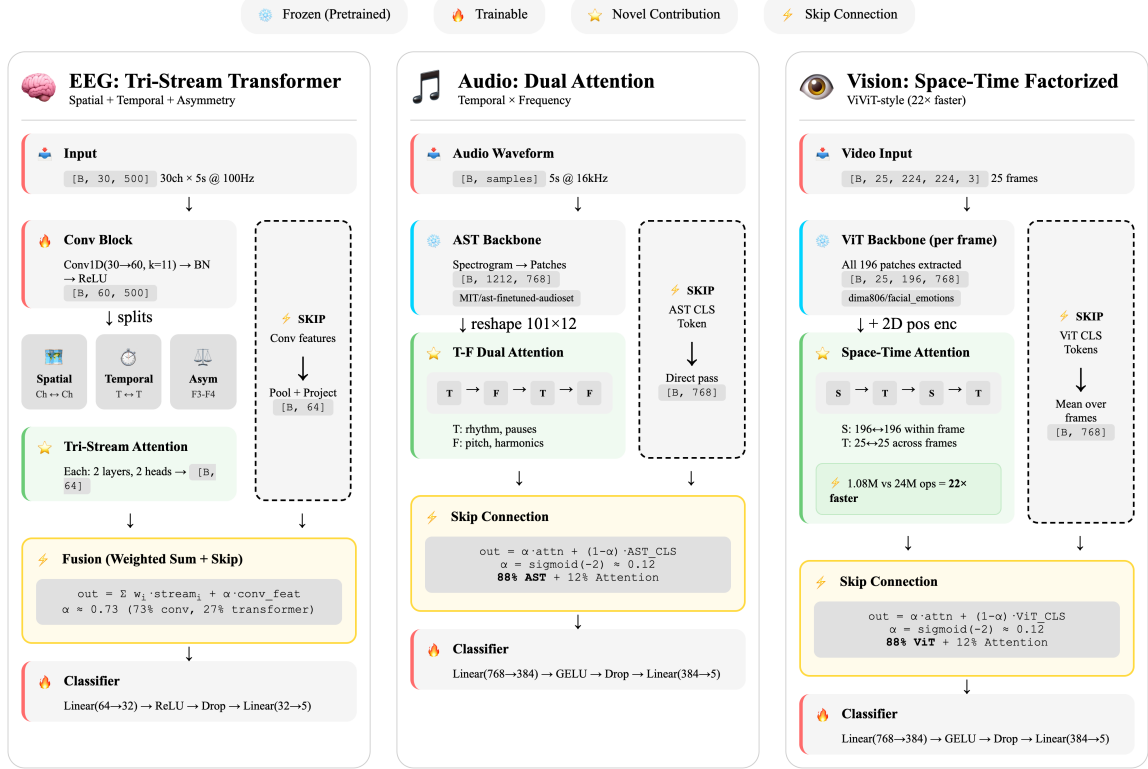 Frozen (Pretrained)
Trainable
Novel Contribution
Skip Connection
EEG: Tri-Stream Transformer
Spatial + Temporal + Asymmetry
Input
[B, 30, 500] 30ch × 5s @ 100Hz
Conv Block
Conv1D(30→60, k=11) → BN
→ ReLU
[B, 60, 500]
↓ splits
Spatial
Ch ↔ Ch
Temporal
T ↔ T
Asym
F3-F4
Tri-Stream Attention
Each: 2 layers, 2 heads → [B,
64]
SKIP
Conv features
Pool + Project
[B, 64]
Fusion (Weighted Sum + Skip)
out = Σ wᵢ·streamᵢ + α·conv_feat
α ≈ 0.73 (73% conv, 27% transformer)
Classifier
Linear(64→32) → ReLU → Drop → Linear(32→5)
Audio: Dual Attention
Temporal × Frequency
Audio Waveform
[B, samples] 5s @ 16kHz
AST Backbone
Spectrogram → Patches
[B, 1212, 768]
MIT/ast-finetuned-audioset
↓ reshape 101×12
T-F Dual Attention
T → F → T → F
T: rhythm, pauses
F: pitch, harmonics
SKIP
AST CLS
Token
Direct pass
[B, 768]
Skip Connection
out = α·attn + (1-α)·AST_CLS
α = sigmoid(-2) ≈ 0.12
88% AST + 12% Attention
Classifier
Linear(768→384) → GELU → Drop → Linear(384→5)
Vision: Space-Time Factorized
ViViT-style (22× faster)
Video Input
[B, 25, 224, 224, 3] 25 frames
ViT Backbone (per frame)
All 196 patches extracted
[B, 25, 196, 768]
dima806/facial_emotions
↓ + 2D pos enc
Space-Time Attention
S → T → S → T
S: 196↔196 within frame
T: 25↔25 across frames
1.08M vs 24M ops = 22×
faster
SKIP
ViT CLS
Tokens
Mean over
frames
[B, 768]
Skip Connection
out = α·attn + (1-α)·ViT_CLS
α = sigmoid(-2) ≈ 0.12
88% ViT + 12% Attention
Classifier
Linear(768→384) → GELU → Drop → Linear(384→5)